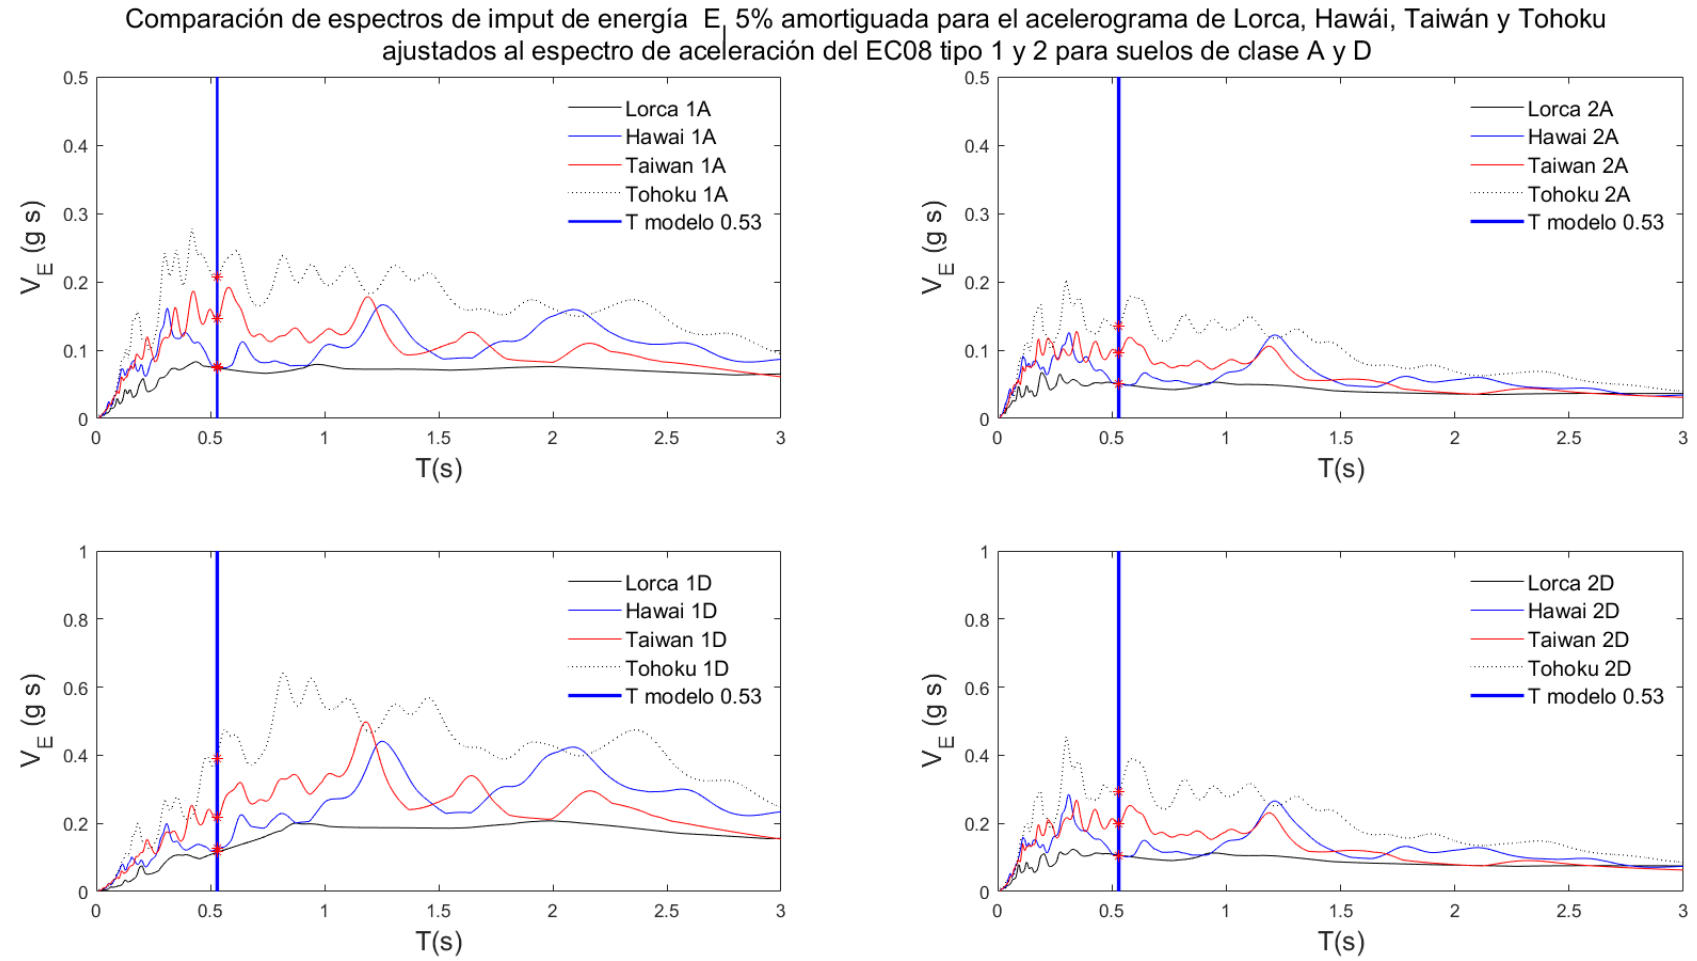 Comparación de espectros de imput de energía  E_I 5% amortiguada para el acelerograma de Lorca, Hawái, Taiwán y Tohoku
ajustados al espectro de aceleración del EC08 tipo 1 y 2 para suelos de clase A y D
0.5
0.4
0.3
0.2
0.1
0
V_E (g s)
Lorca 1A
Hawai 1A
Taiwan 1A
Tohoku 1A
T modelo 0.53
0 0.5 1 1.5 2 2.5 3
T(s)
0.5
0.4
0.3
0.2
0.1
0
V_E (g s)
Lorca 2A
Hawai 2A
Taiwan 2A
Tohoku 2A
T modelo 0.53
0 0.5 1 1.5 2 2.5 3
T(s)
1
0.8
0.6
0.4
0.2
0
V_E (g s)
Lorca 1D
Hawai 1D
Taiwan 1D
Tohoku 1D
T modelo 0.53
0 0.5 1 1.5 2 2.5 3
T(s)
1
0.8
0.6
0.4
0.2
0
V_E (g s)
Lorca 2D
Hawai 2D
Taiwan 2D
Tohoku 2D
T modelo 0.53
0 0.5 1 1.5 2 2.5 3
T(s)